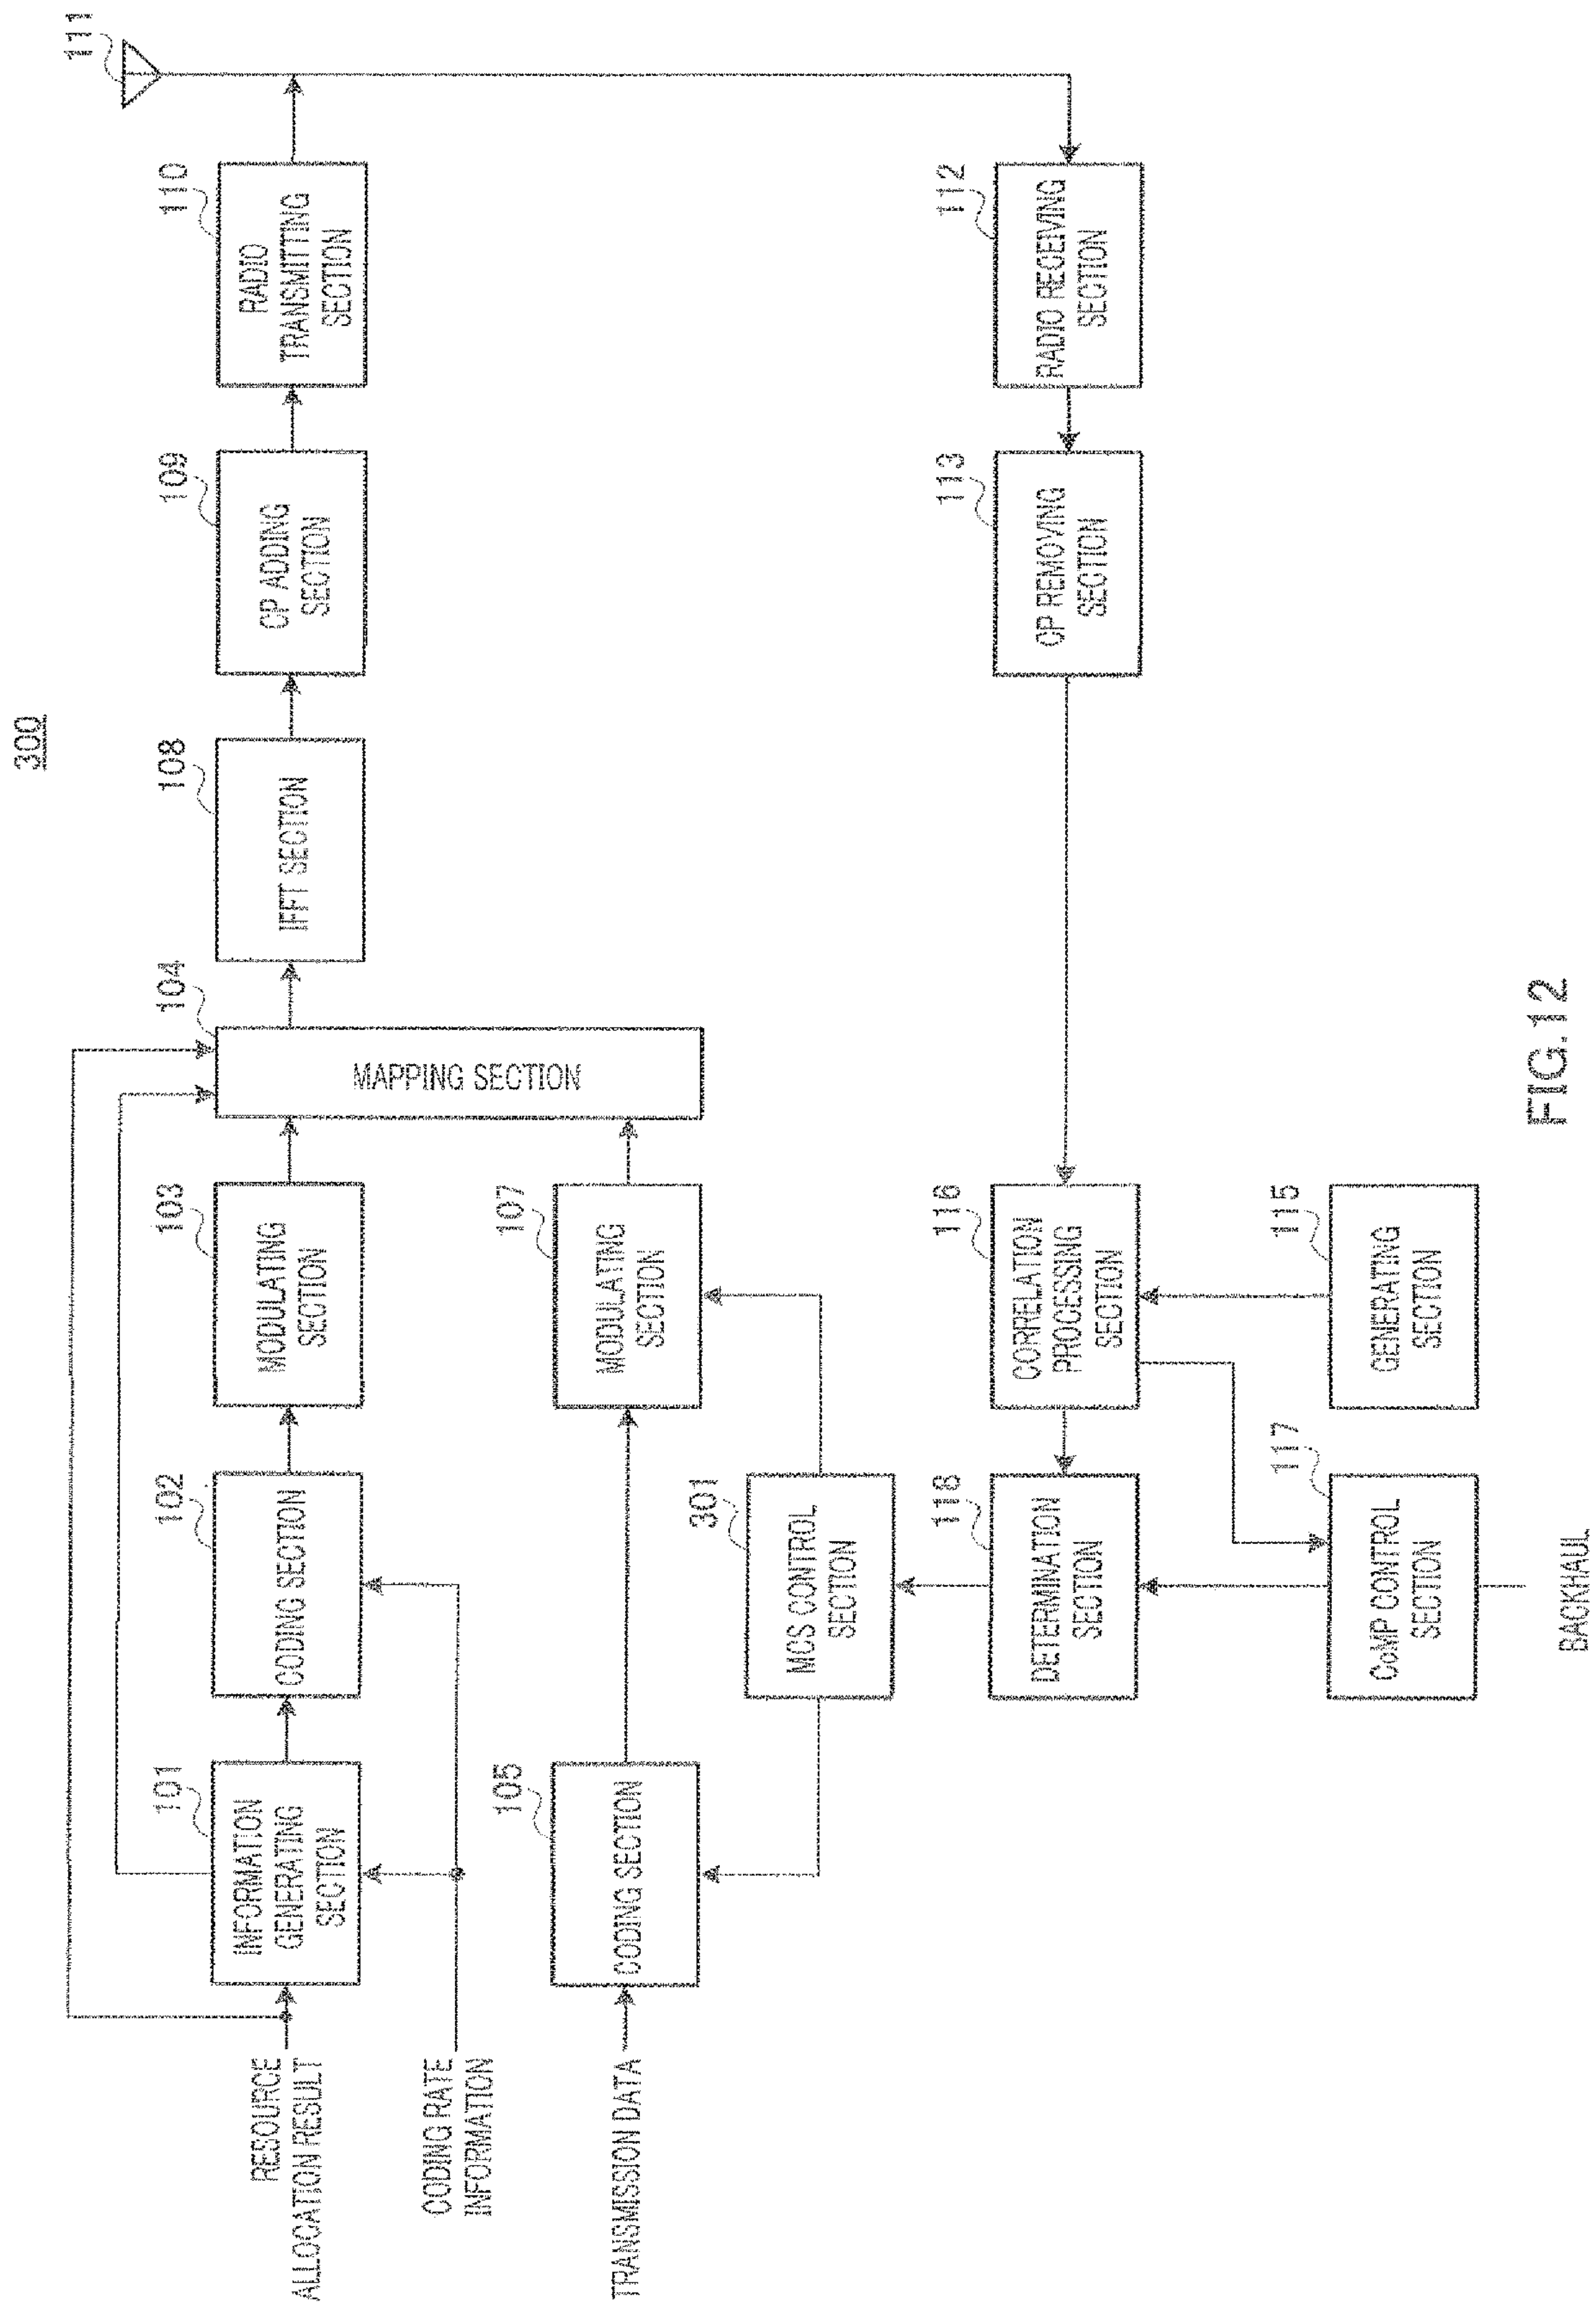 300
111
110
RADIO
TRANSMITTING
SECTION
109
CP ADDING
SECTION
108
IFFT SECTION
104
MAPPING SECTION
103
MODULATING
SECTION
102
CODING SECTION
101
INFORMATION
GENERATING
SECTION
RESOURCE
ALLOCATION RESULT
CODING RATE
INFORMATION
107
MODULATING
SECTION
105
CODING SECTION
TRANSMISSION DATA
301
MCS CONTROL
SECTION
112
RADIO RECEIVING
SECTION
113
CP REMOVING
SECTION
116
CORRELATION
PROCESSING
SECTION
118
DETERMINATION
SECTION
115
GENERATING
SECTION
117
CoMP CONTROL
SECTION
BACKHAUL
FIG.12